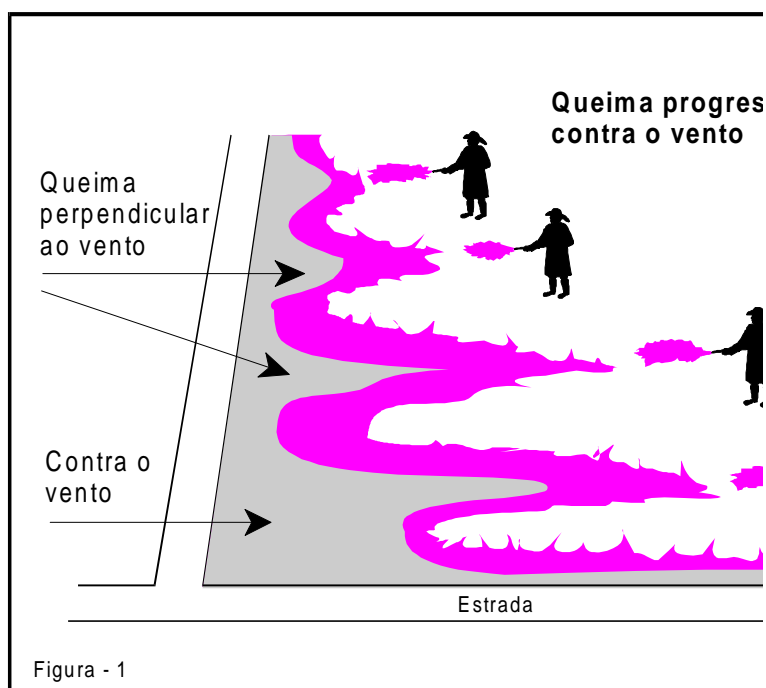 Queima progres
contra o vento
Queima
perpendicular
ao vento
Contra o
vento
Estrada
Figura - 1